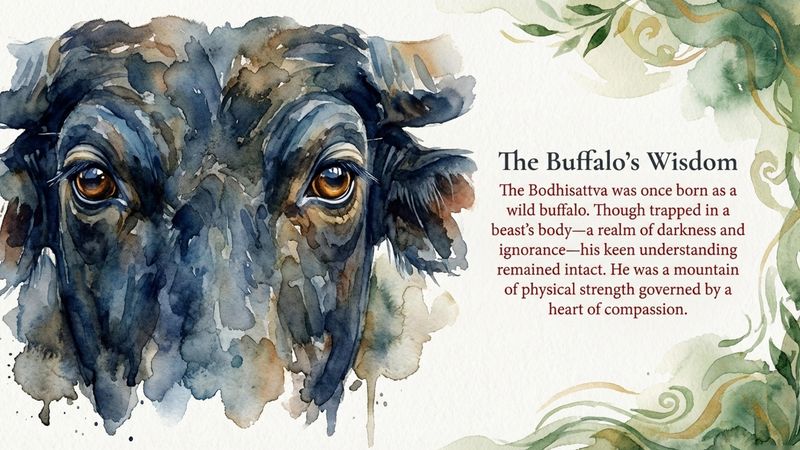 The Buffalo's Wisdom
The Bodhisattva was once born as a
wild buffalo. Though trapped in a
beast's body—a realm of darkness and
ignorance—his keen understanding
remained intact. He was a mountain
of physical strength governed by a
heart of compassion.